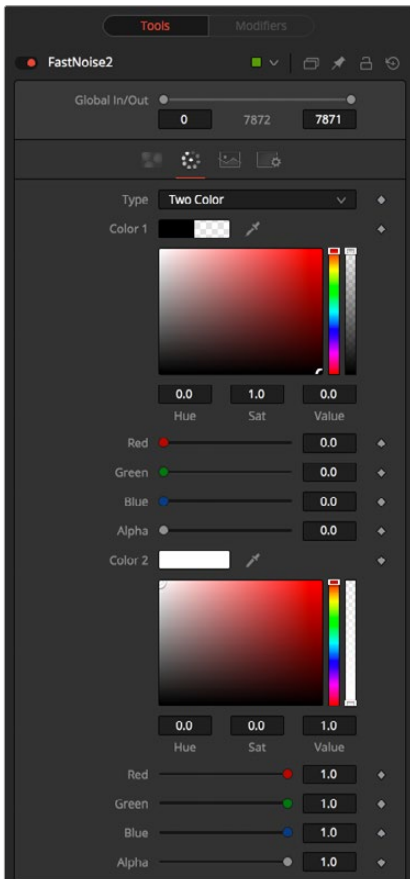 Tools Modifiers
FastNoise2
Global In/Out
0 7872 7871
Type Two Color
Color 1
0.0 1.0 0.0
Hue Sat Value
Red 0.0
Green 0.0
Blue 0.0
Alpha 0.0
Color 2
0.0 0.0 1.0
Hue Sat Value
Red 1.0
Green 1.0
Blue 1.0
Alpha 1.0